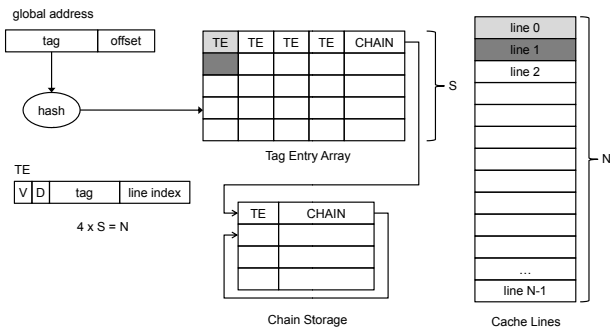 global address
tag offset
hash
TE TE TE TE CHAIN
S
Tag Entry Array
TE
V D tag line index
4 x S = N
TE CHAIN
Chain Storage
line 0
line 1
line 2
...
line N-1
N
Cache Lines